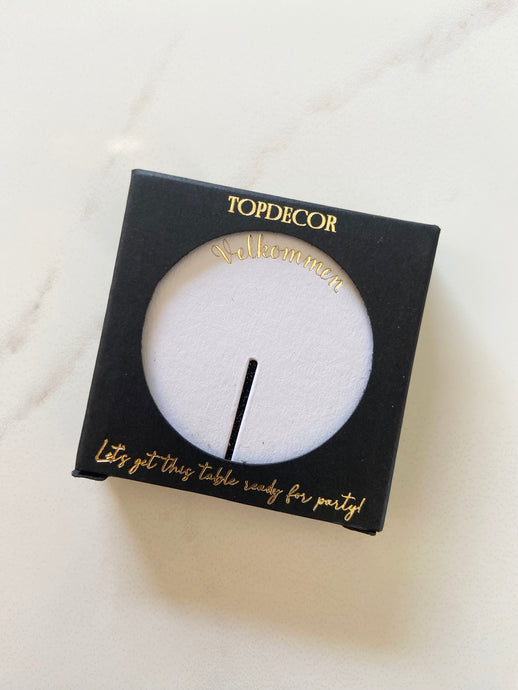 TOPDECOR
Velkommen
Let's get this table ready for party!